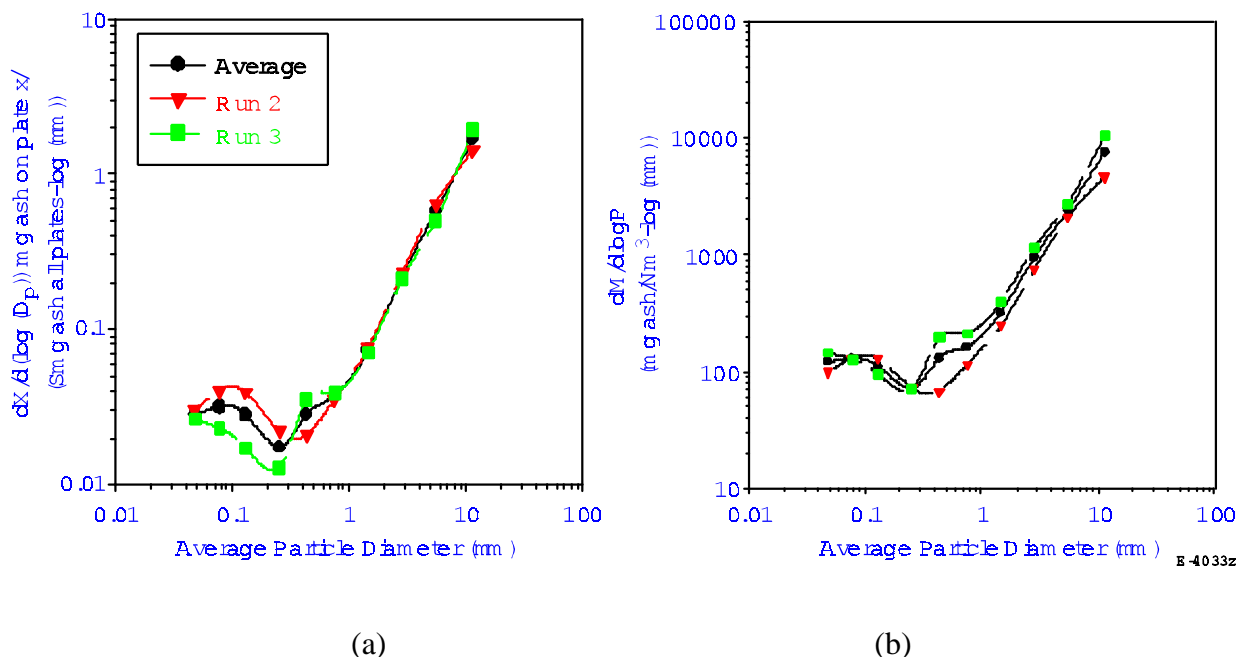 10
1
0.1
0.01
dX/d(log (D_p)) mg ash on plate x/
(Smg ash all plates-log (mm))
Average
Run 2
Run 3
0.01 0.1 1 10 100
Average Particle Diameter (mm)
(a)
100000
10000
1000
100
10
dM/dlogP
(mg ash/Nm³-log (mm))
0.01 0.1 1 10 100
Average Particle Diameter (mm)
E-4033z
(b)